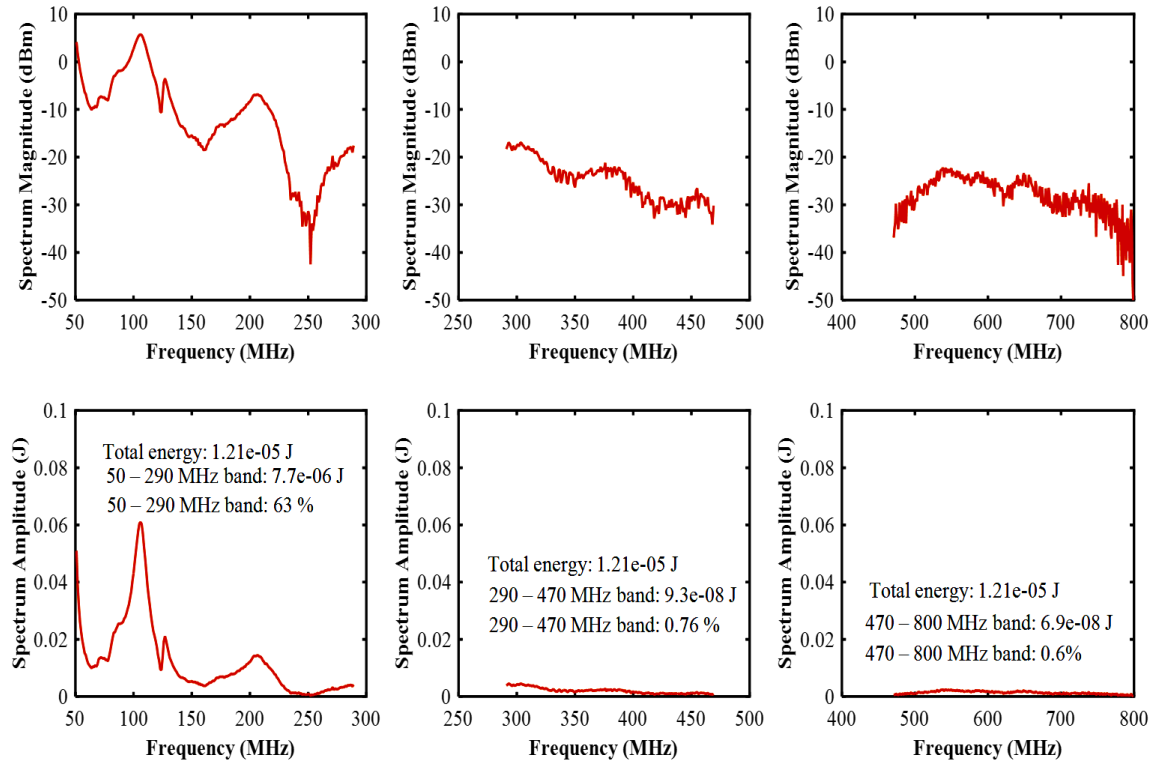 10
0
-10
-20
-30
-40
-50
50 100 150 200 250 300
Spectrum Magnitude (dBm)
Frequency (MHz)
10
0
-10
-20
-30
-40
-50
250 300 350 400 450 500
Spectrum Magnitude (dBm)
Frequency (MHz)
10
0
-10
-20
-30
-40
-50
400 500 600 700 800
Spectrum Magnitude (dBm)
Frequency (MHz)
0.1
0.08
0.06
0.04
0.02
0
50 100 150 200 250 300
Spectrum Amplitude (J)
Total energy: 1.21e-05 J
50 – 290 MHz band: 7.7e-06 J
50 – 290 MHz band: 63 %
Frequency (MHz)
0.1
0.08
0.06
0.04
0.02
0
250 300 350 400 450 500
Spectrum Amplitude (J)
Total energy: 1.21e-05 J
290 – 470 MHz band: 9.3e-08 J
290 – 470 MHz band: 0.76 %
Frequency (MHz)
0.1
0.08
0.06
0.04
0.02
0
400 500 600 700 800
Spectrum Amplitude (J)
Total energy: 1.21e-05 J
470 – 800 MHz band: 6.9e-08 J
470 – 800 MHz band: 0.6%
Frequency (MHz)